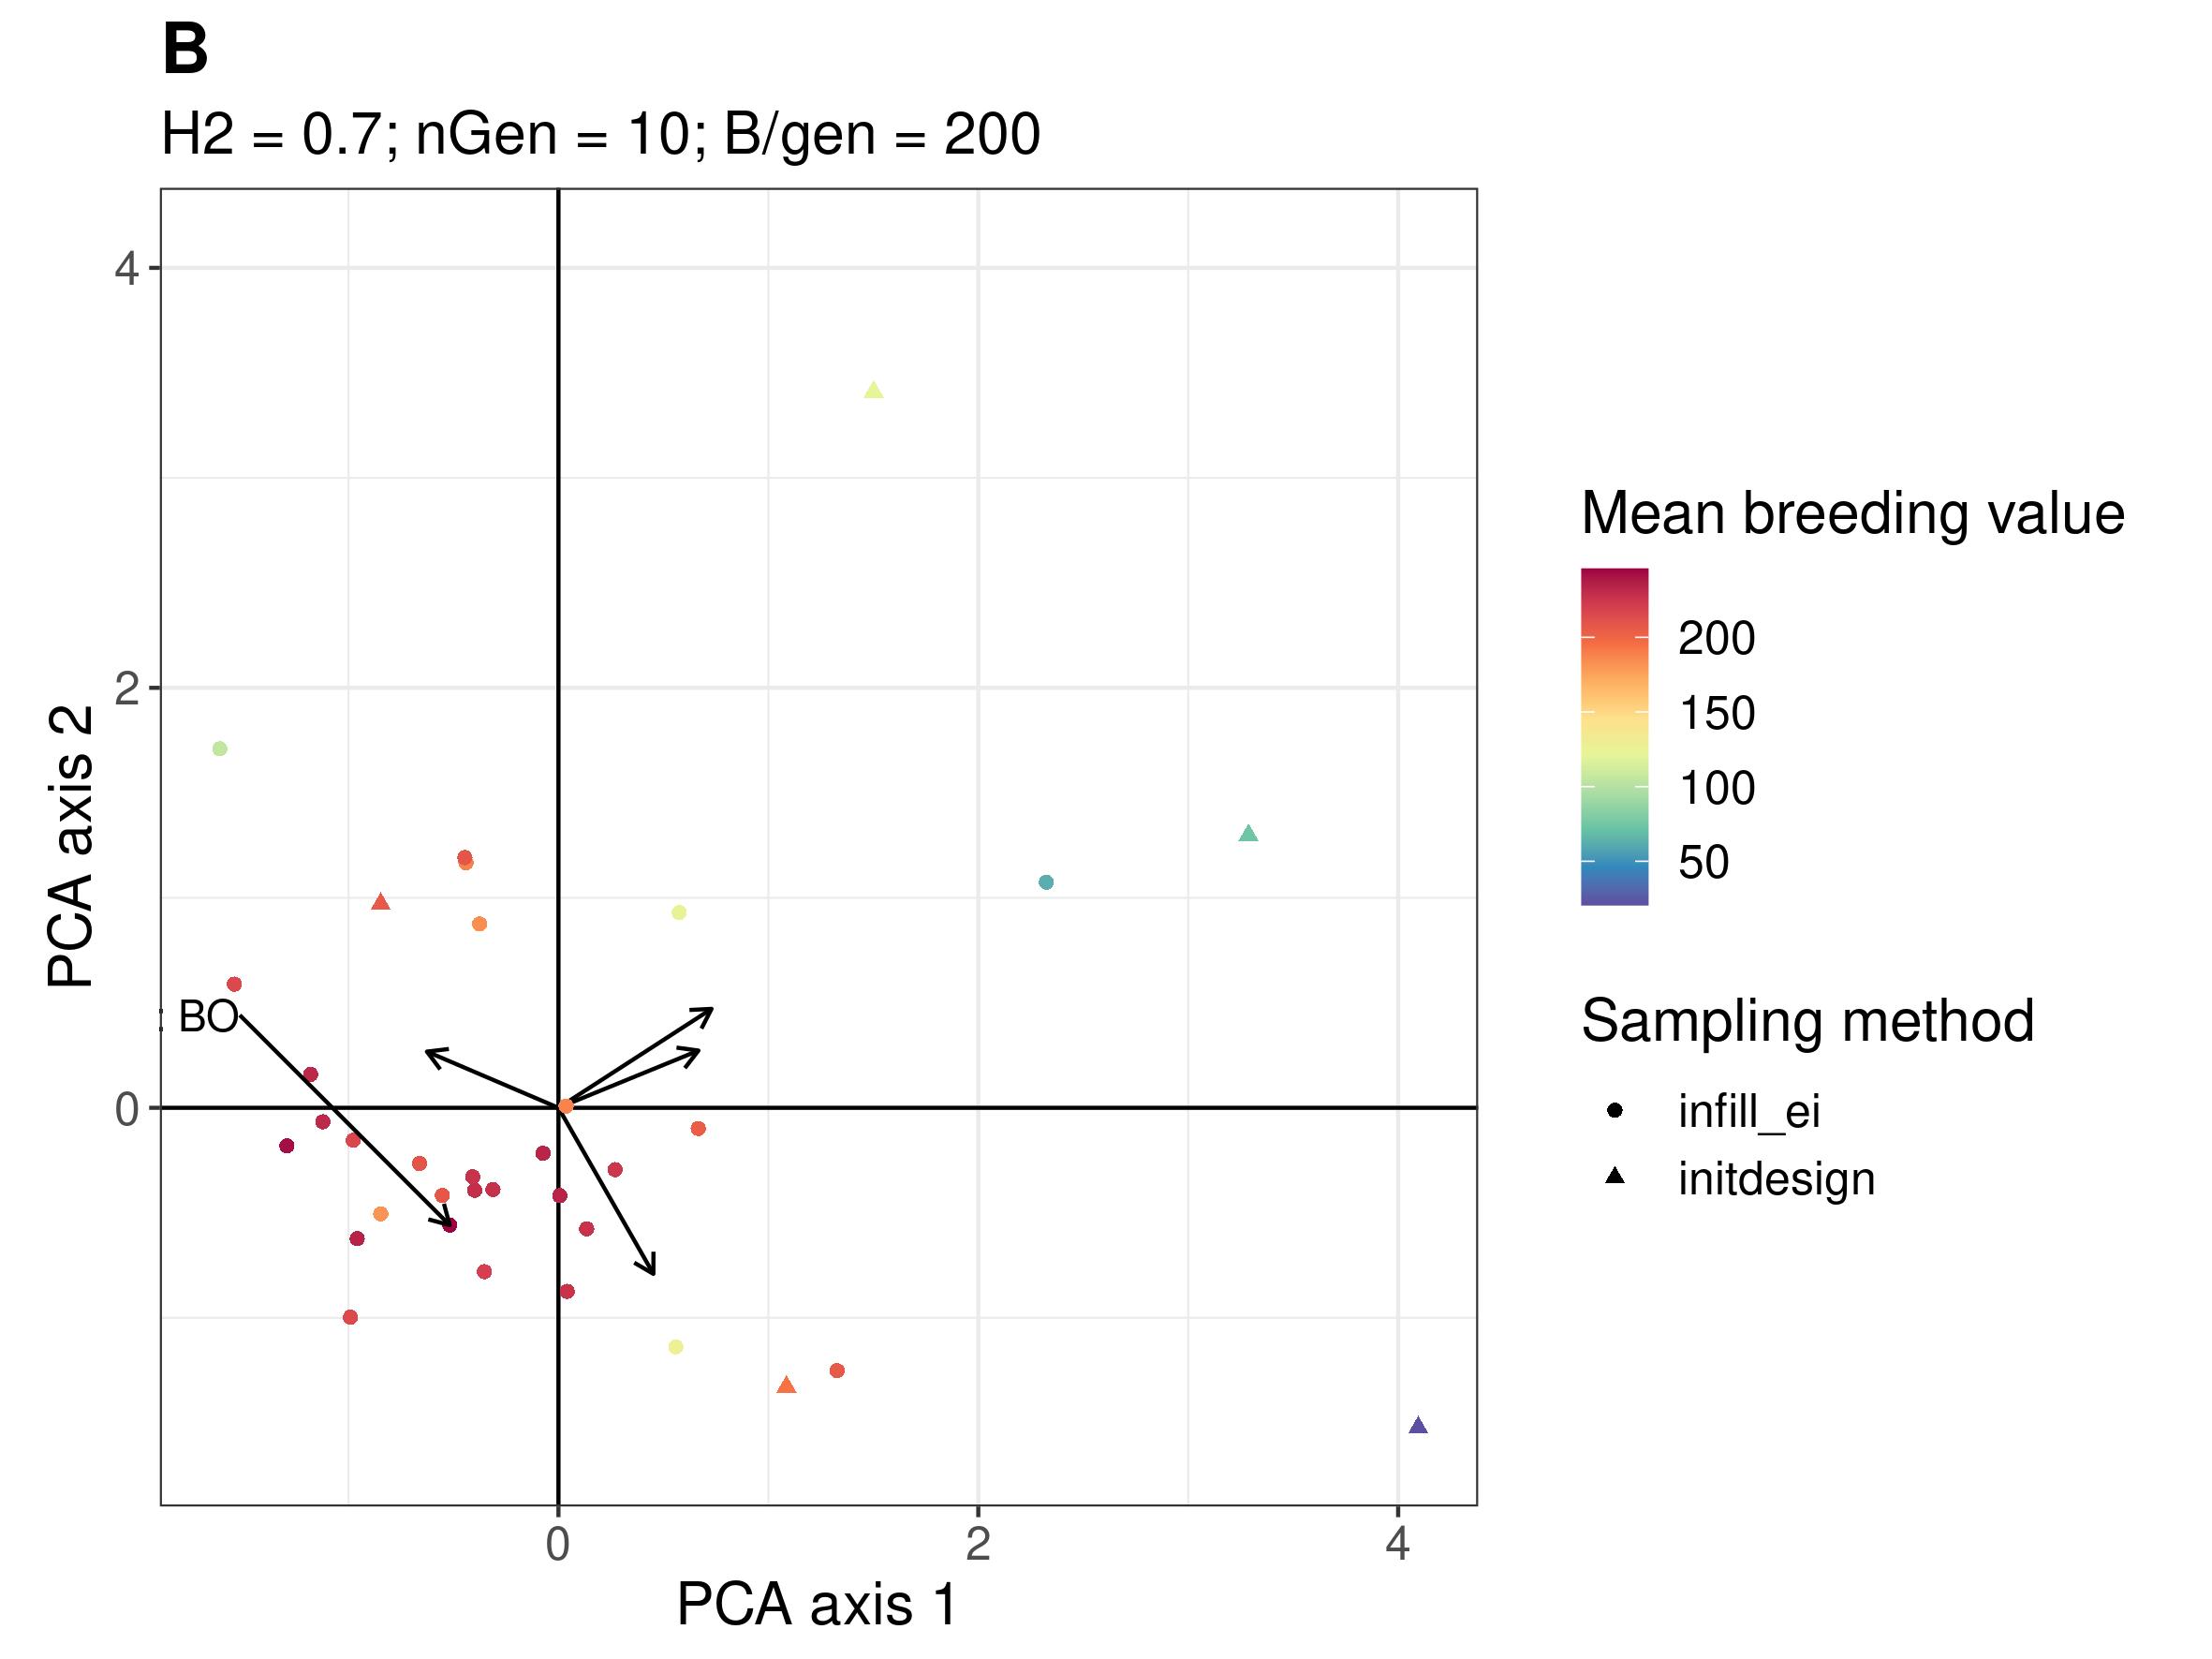 B
H2 = 0.7; nGen = 10; B/gen = 200
4
2
0
BO
0
2
4
PCA axis 1
PCA axis 2
Mean breeding value
200
150
100
50
Sampling method
infill_ei
initdesign